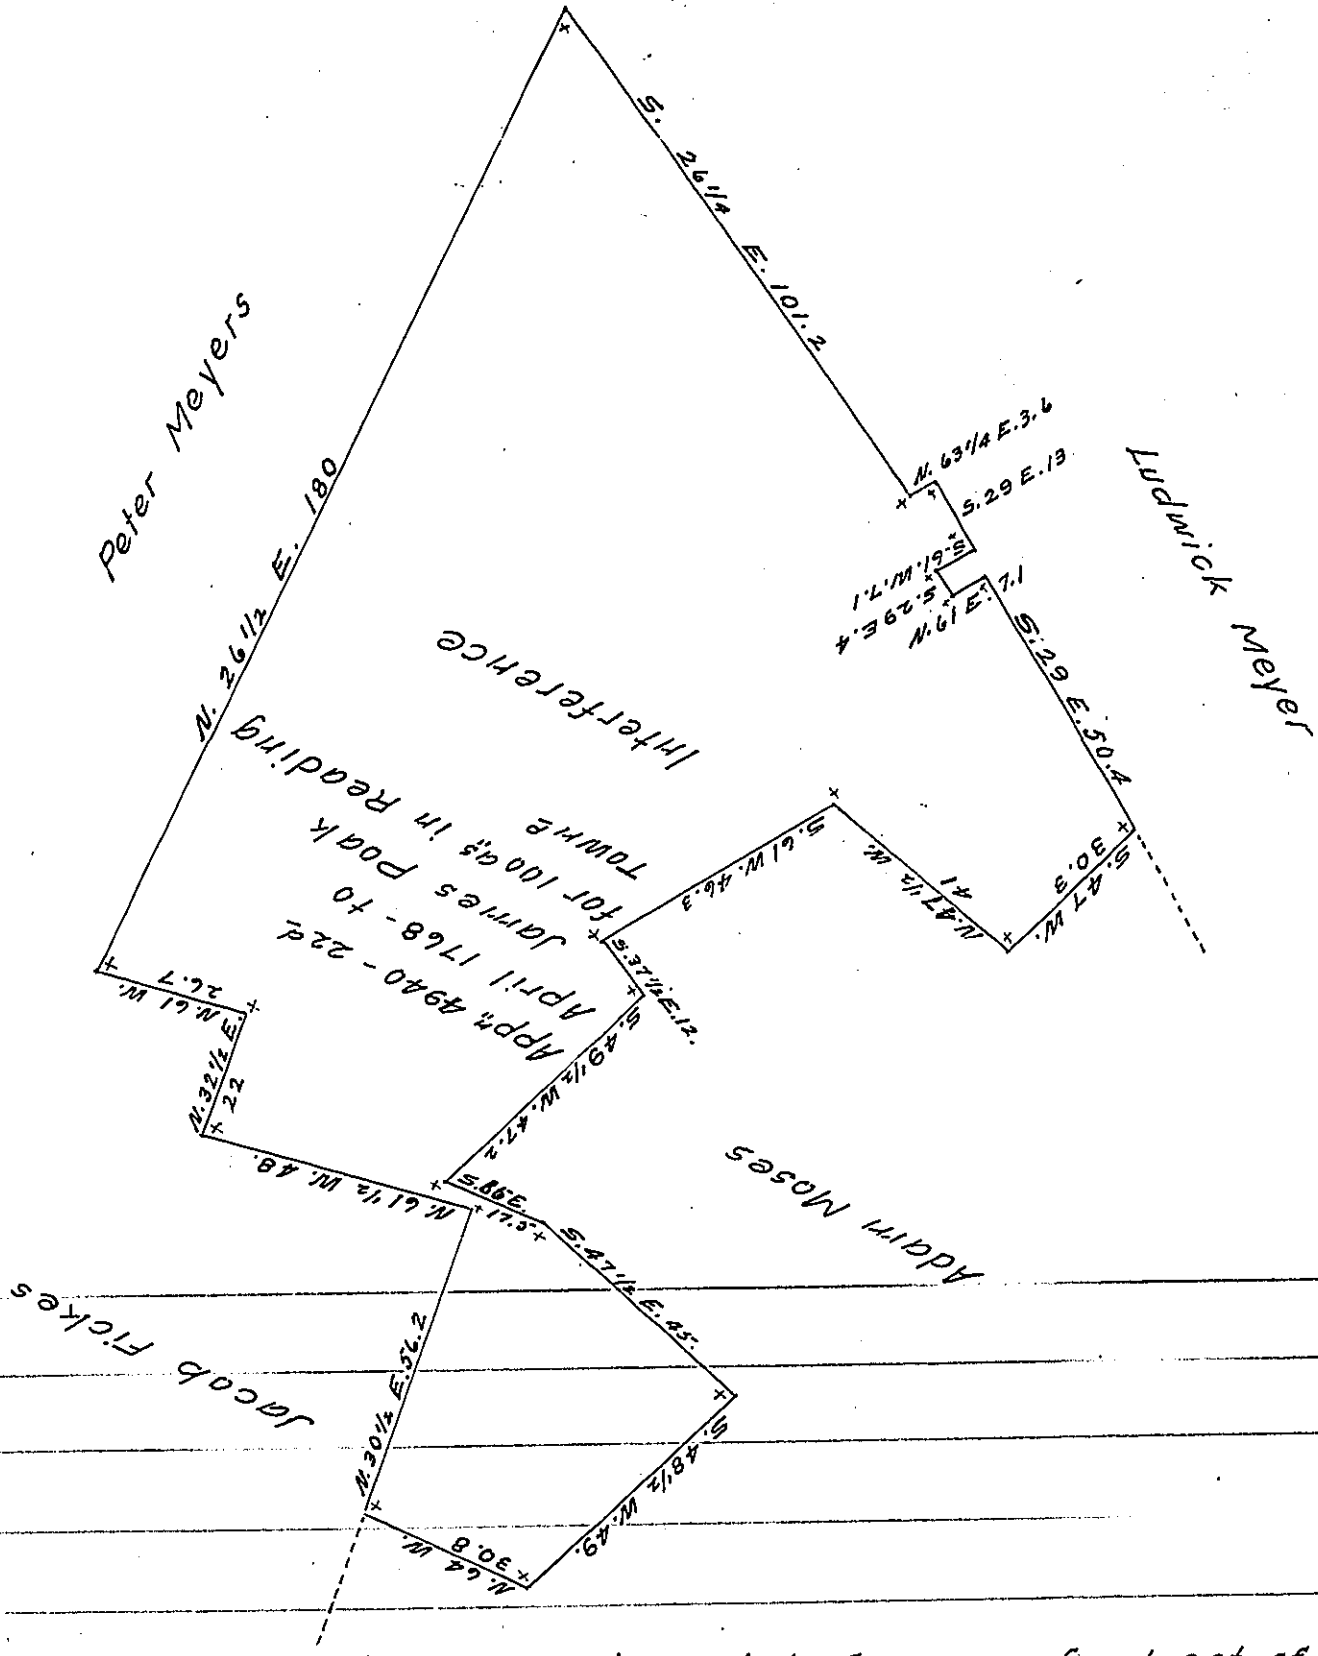 S. 26 1/4 E. 101.2
N. 63 1/4 E. 3.6
S. 29 E. 13
S. 61. W. 7.1
S. 29 E. 4
N. 61 E. 7.1
S. 29 E. 50.4
S. 47 W.
30.3
N. 47 1/2 W.
41
S. 61 W. 46.3
S. 32 1/2 E. 12.
S. 49 1/2 W. 47.2
17.5
S. 47 1/2 E. 45.
S. 48 1/2 W. 49.
N. 64 W.
30.8
N. 30 1/2 E. 56.2
N. 61 1/2 W. 48.
N. 32 1/2 E.
22
N. 61 W.
26.7
N. 26 1/2 E. 180
Peter Meyers
Ludwick Meyer
Adam Moses
Jacob Fickes
Appn. 4940 - 22d
April 1768 - to
James Poak
for 100 a,s in Reading
Towne
Interference